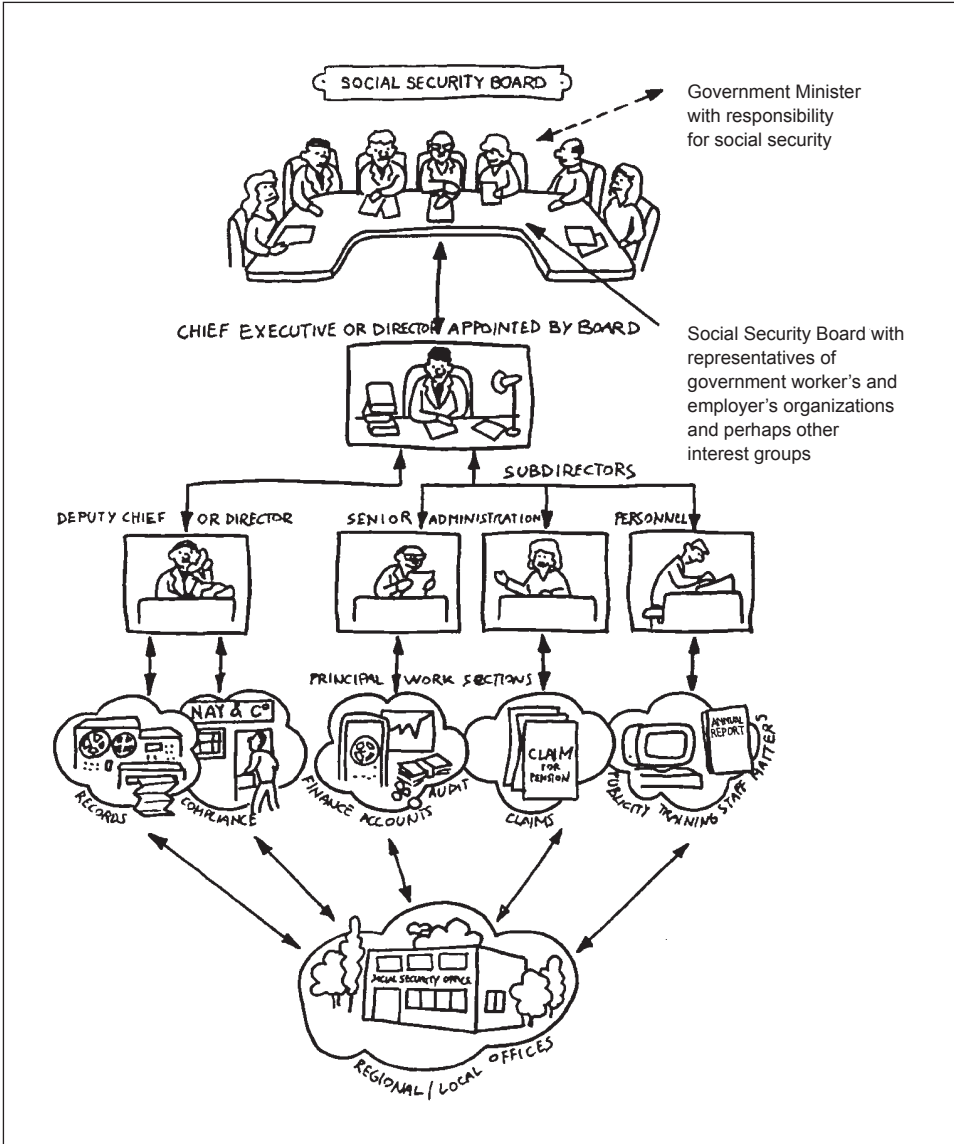 SOCIAL SECURITY BOARD
Government Minister
with responsibility
for social security
CHIEF EXECUTIVE OR DIRECTOR APPOINTED BY BOARD
Social Security Board with
representatives of
government worker's and
employer's organizations
and perhaps other
interest groups
SUBDIRECTORS
DEPUTY CHIEF OR DIRECTOR
SENIOR ADMINISTRATION
PERSONNEL
PRINCIPAL WORK SECTIONS
NAY & Co
ANNUAL
REPORT
CLAIM
FOR
PENSION
RECORDS
COMPLIANCE
FINANCE ACCOUNTS AUDIT
CLAIMS
PUBLICITY TRAINING STAFF MATTERS
SOCIAL SECURITY OFFICE
REGIONAL / LOCAL OFFICES